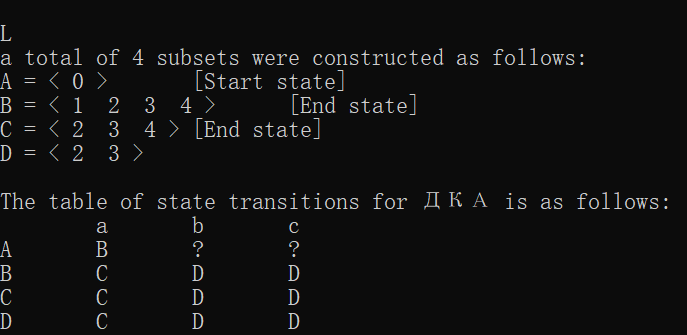 L
a total of 4 subsets were constructed as follows:
A = < 0 > [Start state]
B = < 1 2 3 4 > [End state]
C = < 2 3 4 > [End state]
D = < 2 3 >
The table of state transitions for ДКА is as follows:
a b c
A B ? ?
B C D D
C C D D
D C D D